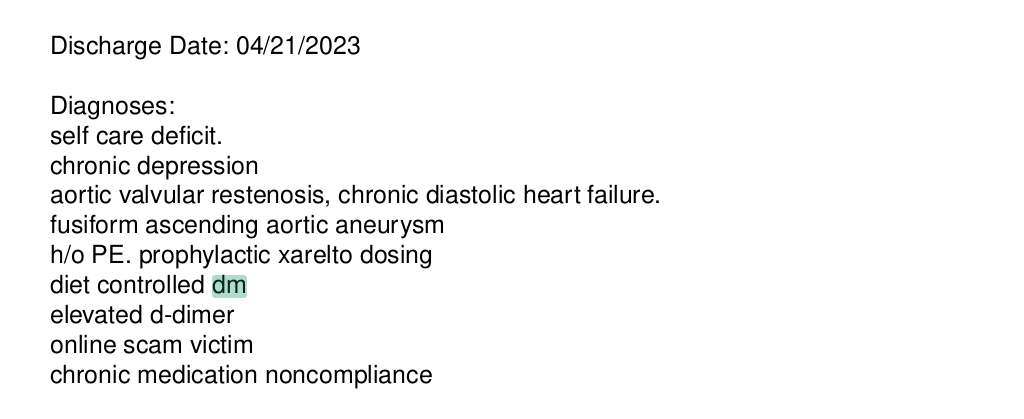 Discharge Date: 04/21/2023
Diagnoses:
self care deficit.
chronic depression
aortic valvular restenosis, chronic diastolic heart failure.
fusiform ascending aortic aneurysm
h/o PE. prophylactic xarelto dosing
diet controlled dm
elevated d-dimer
online scam victim
chronic medication noncompliance